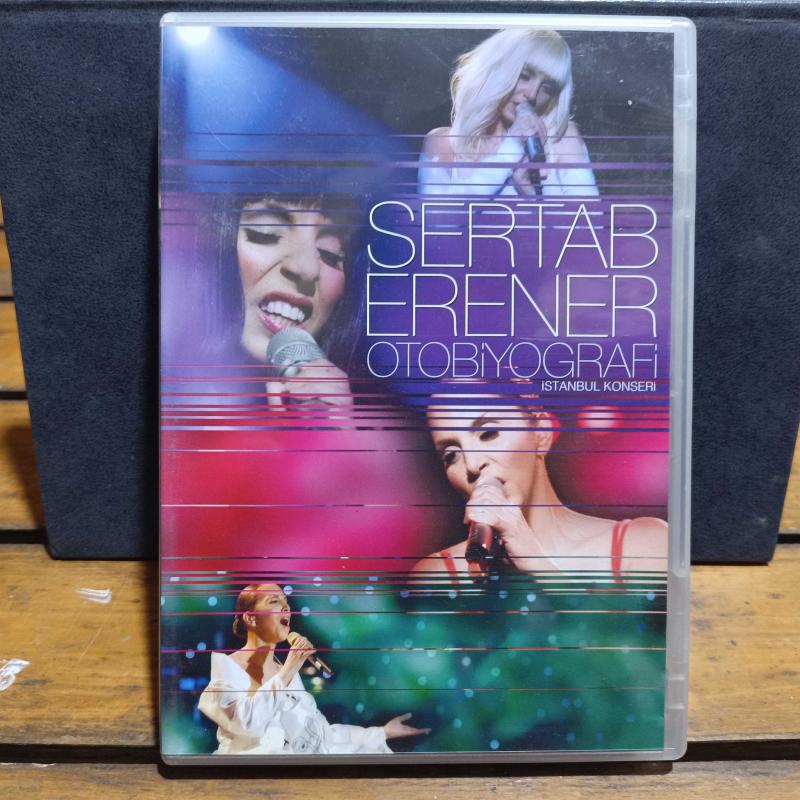 SERTAB
ERENER
OTOBİYOGRAFİ
İSTANBUL KONSERİ